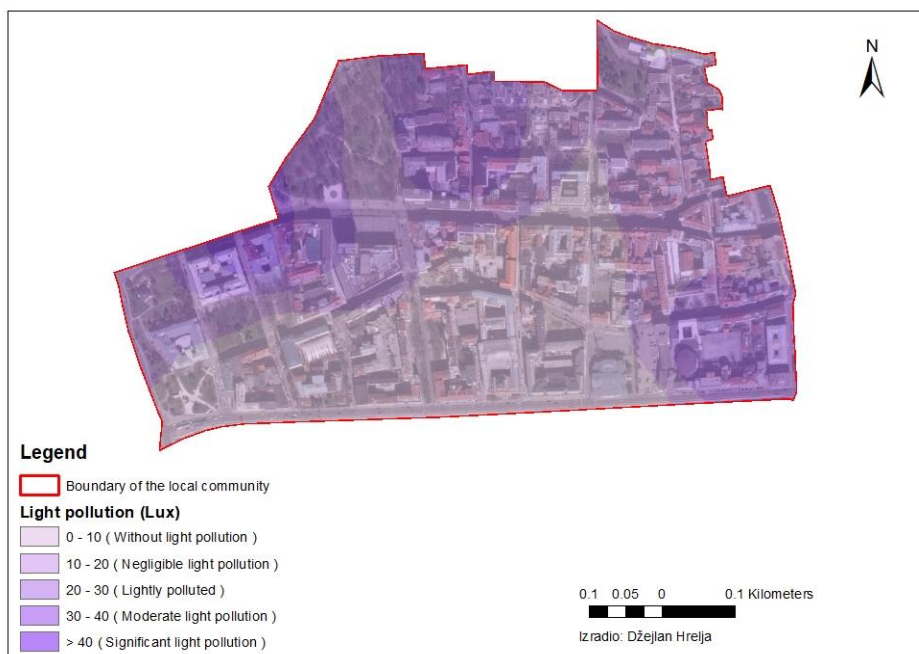 N
Legend
Boundary of the local community
Light pollution (Lux)
0 - 10 ( Without light pollution )
10 - 20 ( Negligible light pollution )
20 - 30 ( Lightly polluted )
30 - 40 ( Moderate light pollution )
> 40 ( Significant light pollution )
0.1 0.05 0 0.1 Kilometers
Izradio: Džejlan Hrelja